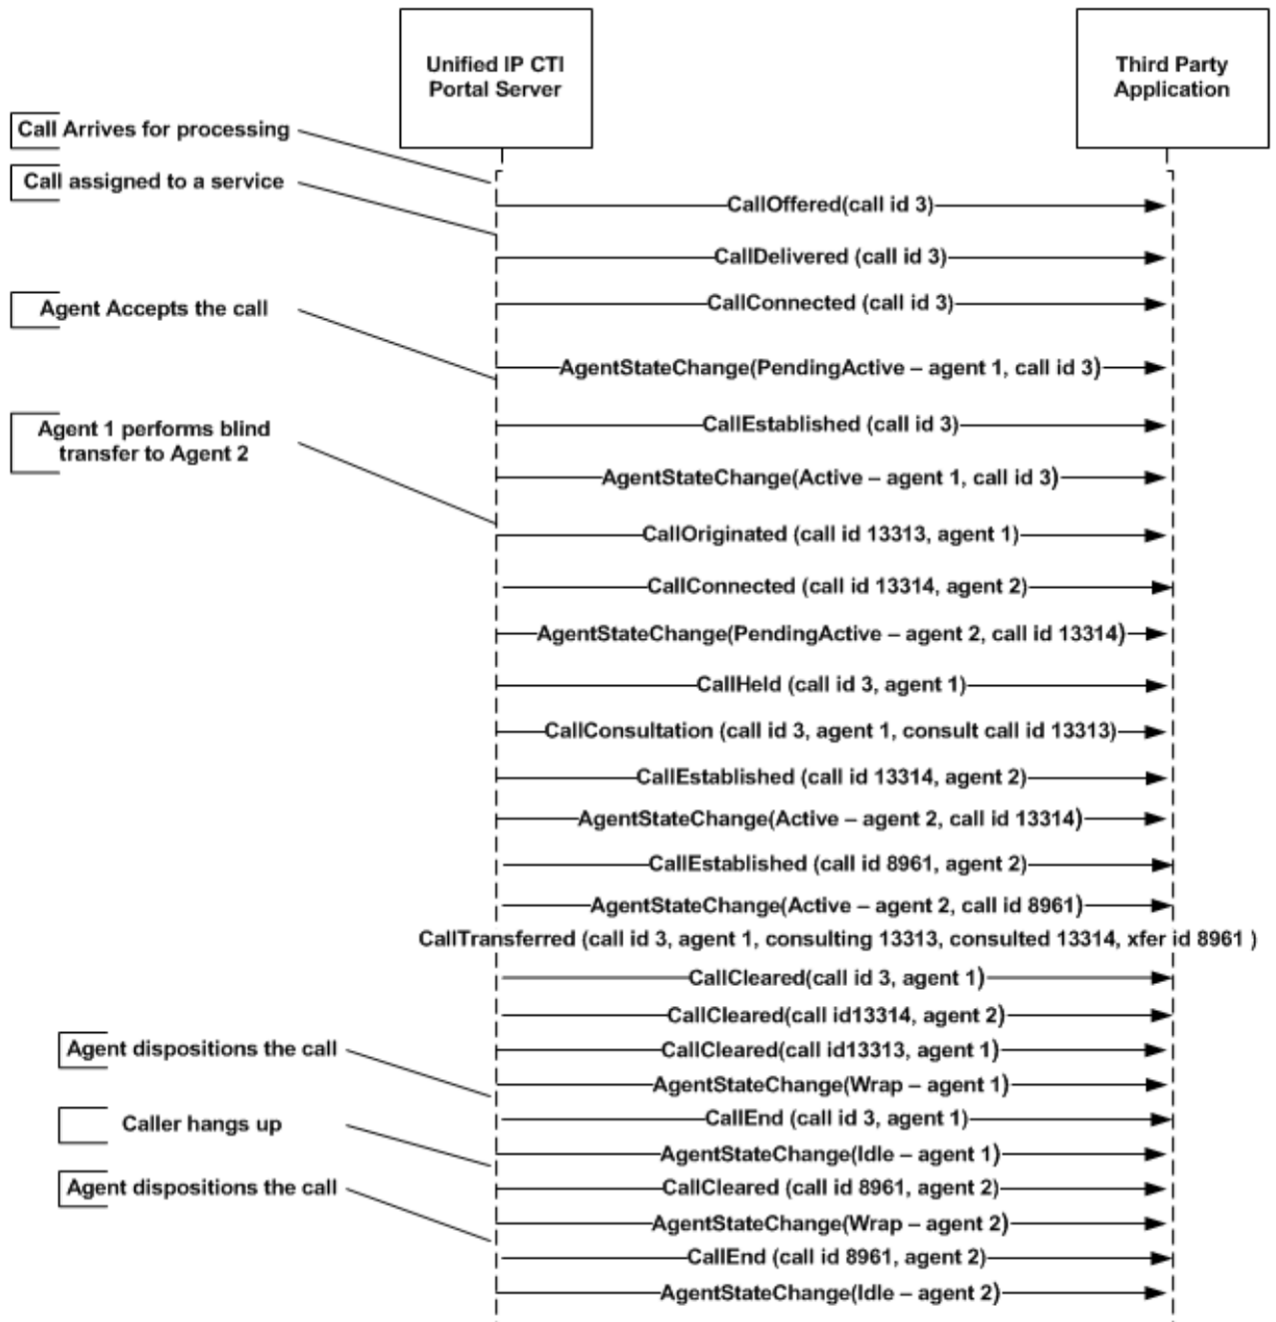 Unified IP CTI
Portal Server
Third Party
Application
Call Arrives for processing
Call assigned to a service
CallOffered(call id 3)
CallDelivered (call id 3)
Agent Accepts the call
CallConnected (call id 3)
AgentStateChange(PendingActive – agent 1, call id 3)
Agent 1 performs blind
transfer to Agent 2
CallEstablished (call id 3)
AgentStateChange(Active – agent 1, call id 3)
CallOriginated (call id 13313, agent 1)
CallConnected (call id 13314, agent 2)
AgentStateChange(PendingActive – agent 2, call id 13314)
CallHeld (call id 3, agent 1)
CallConsultation (call id 3, agent 1, consult call id 13313)
CallEstablished (call id 13314, agent 2)
AgentStateChange(Active – agent 2, call id 13314)
CallEstablished (call id 8961, agent 2)
AgentStateChange(Active – agent 2, call id 8961)
CallTransferred (call id 3, agent 1, consulting 13313, consulted 13314, xfer id 8961 )
CallCleared(call id 3, agent 1)
CallCleared(call id13314, agent 2)
Agent dispositions the call
CallCleared(call id13313, agent 1)
AgentStateChange(Wrap – agent 1)
Caller hangs up
CallEnd (call id 3, agent 1)
AgentStateChange(Idle – agent 1)
Agent dispositions the call
CallCleared (call id 8961, agent 2)
AgentStateChange(Wrap – agent 2)
CallEnd (call id 8961, agent 2)
AgentStateChange(Idle – agent 2)